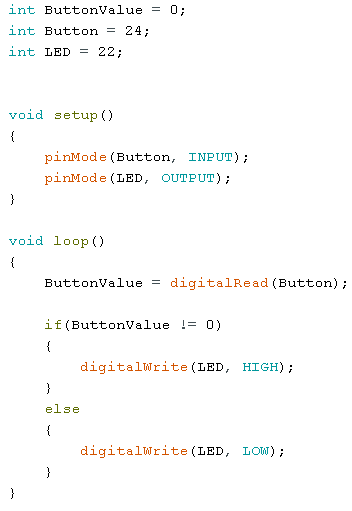 int ButtonValue = 0;
int Button = 24;
int LED = 22;
void setup()
{
pinMode(Button, INPUT);
pinMode(LED, OUTPUT);
}
void loop()
{
ButtonValue = digitalRead(Button);
if(ButtonValue != 0)
{
digitalWrite(LED, HIGH);
}
else
{
digitalWrite(LED, LOW);
}
}